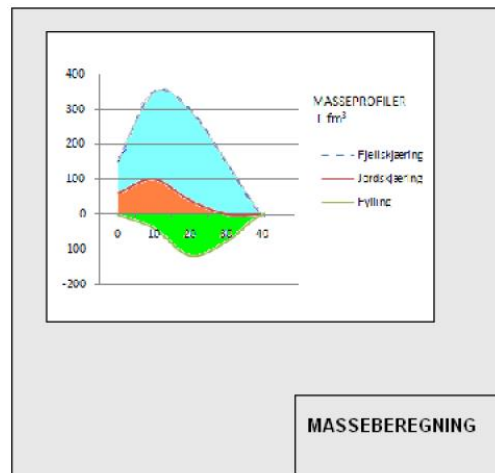 400
300
200
100
0
100
-200
0 10 20 30 40
MASSEPROFILER
I fm³
Fjellskjæring
Jordskjæring
Fylling
MASSEBEREGNING